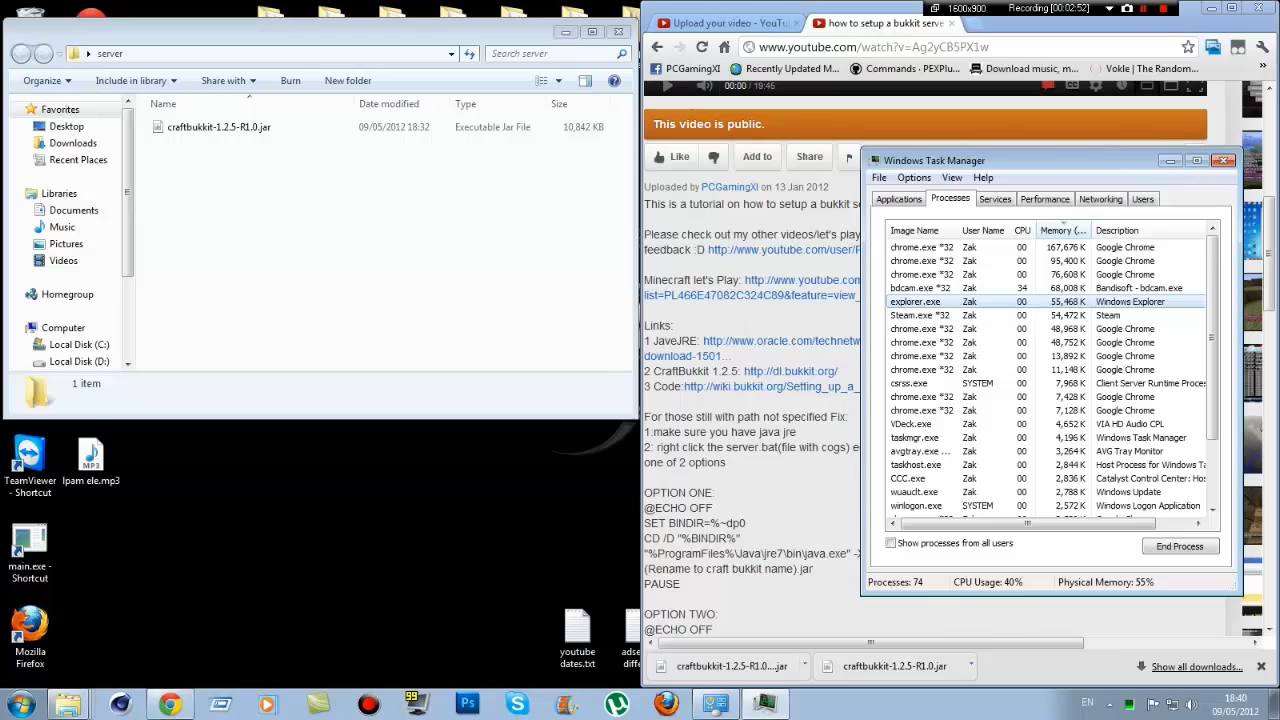 1600x900
Recording [00:02:52]
Upload your video - YouTu
how to setup a bukkit serve
server
Search server
www.youtube.com/watch?v=Ag2yCB5PX1w
Organize
Include in library
Share with
Burn
New folder
PCGamingXI
Recently Updated M...
Commands - PEXPlu...
Download music, m...
Vokle | The Random...
Favorites
Desktop
Downloads
Recent Places
Libraries
Documents
Music
Pictures
Videos
Homegroup
Computer
Local Disk (C:)
Local Disk (D:)
Name
Date modified
Type
Size
craftbukkit-1.2.5-R1.0.jar
09/05/2012 18:32
Executable Jar File
10,842 KB
1 item
00:00 / 19:45
This video is public.
Like
Add to
Share
Uploaded by PCGamingXI on 13 Jan 2012
This is a tutorial on how to setup a bukkit se
Please check out my other videos/let's play
feedback :D http://www.youtube.com/user/P
Minecraft let's Play: http://www.youtube.com
list=PL466E47082C324C89&feature=view_
Links:
1 JaveJRE: http://www.oracle.com/technetw
download-1501...
2 CraftBukkit 1.2.5: http://dl.bukkit.org/
3 Code:http://wiki.bukkit.org/Setting_up_a_
For those still with path not specified Fix:
1:make sure you have java jre
2: right click the server.bat(file with cogs) e
one of 2 options
OPTION ONE:
@ECHO OFF
SET BINDIR=%~dp0
CD /D "%BINDIR%"
"%ProgramFiles%\Java\jre7\bin\java.exe" -X
(Rename to craft bukkit name).jar
PAUSE
OPTION TWO:
@ECHO OFF
Windows Task Manager
File
Options
View
Help
Applications
Processes
Services
Performance
Networking
Users
Image Name
User Name
CPU
Memory (...
Description
chrome.exe *32 Zak 00 167,676 K Google Chrome
chrome.exe *32 Zak 00 95,400 K Google Chrome
chrome.exe *32 Zak 00 76,608 K Google Chrome
bdcam.exe *32 Zak 34 68,008 K Bandisoft - bdcam.exe
explorer.exe Zak 00 55,468 K Windows Explorer
Steam.exe *32 Zak 00 54,472 K Steam
chrome.exe *32 Zak 00 48,968 K Google Chrome
chrome.exe *32 Zak 00 48,752 K Google Chrome
chrome.exe *32 Zak 00 13,892 K Google Chrome
chrome.exe *32 Zak 00 11,148 K Google Chrome
csrss.exe SYSTEM 00 7,968 K Client Server Runtime Proce
chrome.exe *32 Zak 00 7,428 K Google Chrome
chrome.exe *32 Zak 00 7,128 K Google Chrome
VDeck.exe Zak 00 4,652 K VIA HD Audio CPL
taskmgr.exe Zak 00 4,196 K Windows Task Manager
avgtray.exe ... Zak 00 3,264 K AVG Tray Monitor
taskhost.exe Zak 00 2,844 K Host Process for Windows Ta
CCC.exe Zak 00 2,836 K Catalyst Control Center: Hos
wuauclt.exe Zak 00 2,788 K Windows Update
winlogon.exe SYSTEM 00 2,572 K Windows Logon Application
Show processes from all users
End Process
Processes: 74
CPU Usage: 40%
Physical Memory: 55%
TeamViewer
- Shortcut
Ipam ele.mp3
MP3
main.exe -
Shortcut
Mozilla
Firefox
youtube
dates.txt
adse
diffe
craftbukkit-1.2.5-R1.0....jar
craftbukkit-1.2.5-R1.0.jar
Show all downloads...
99
Ps
EN
18:40
09/05/2012